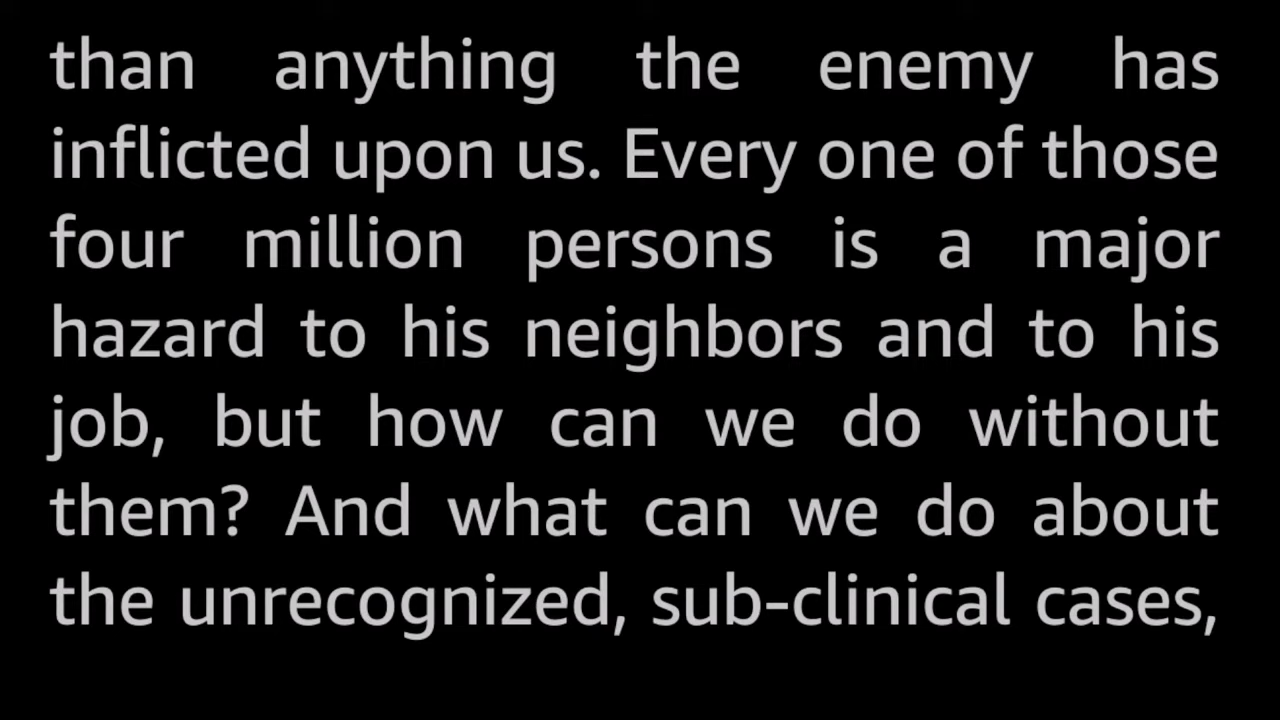 than anything the enemy has
inflicted upon us. Every one of those
four million persons is a major
hazard to his neighbors and to his
job, but how can we do without
them? And what can we do about
the unrecognized, sub-clinical cases,